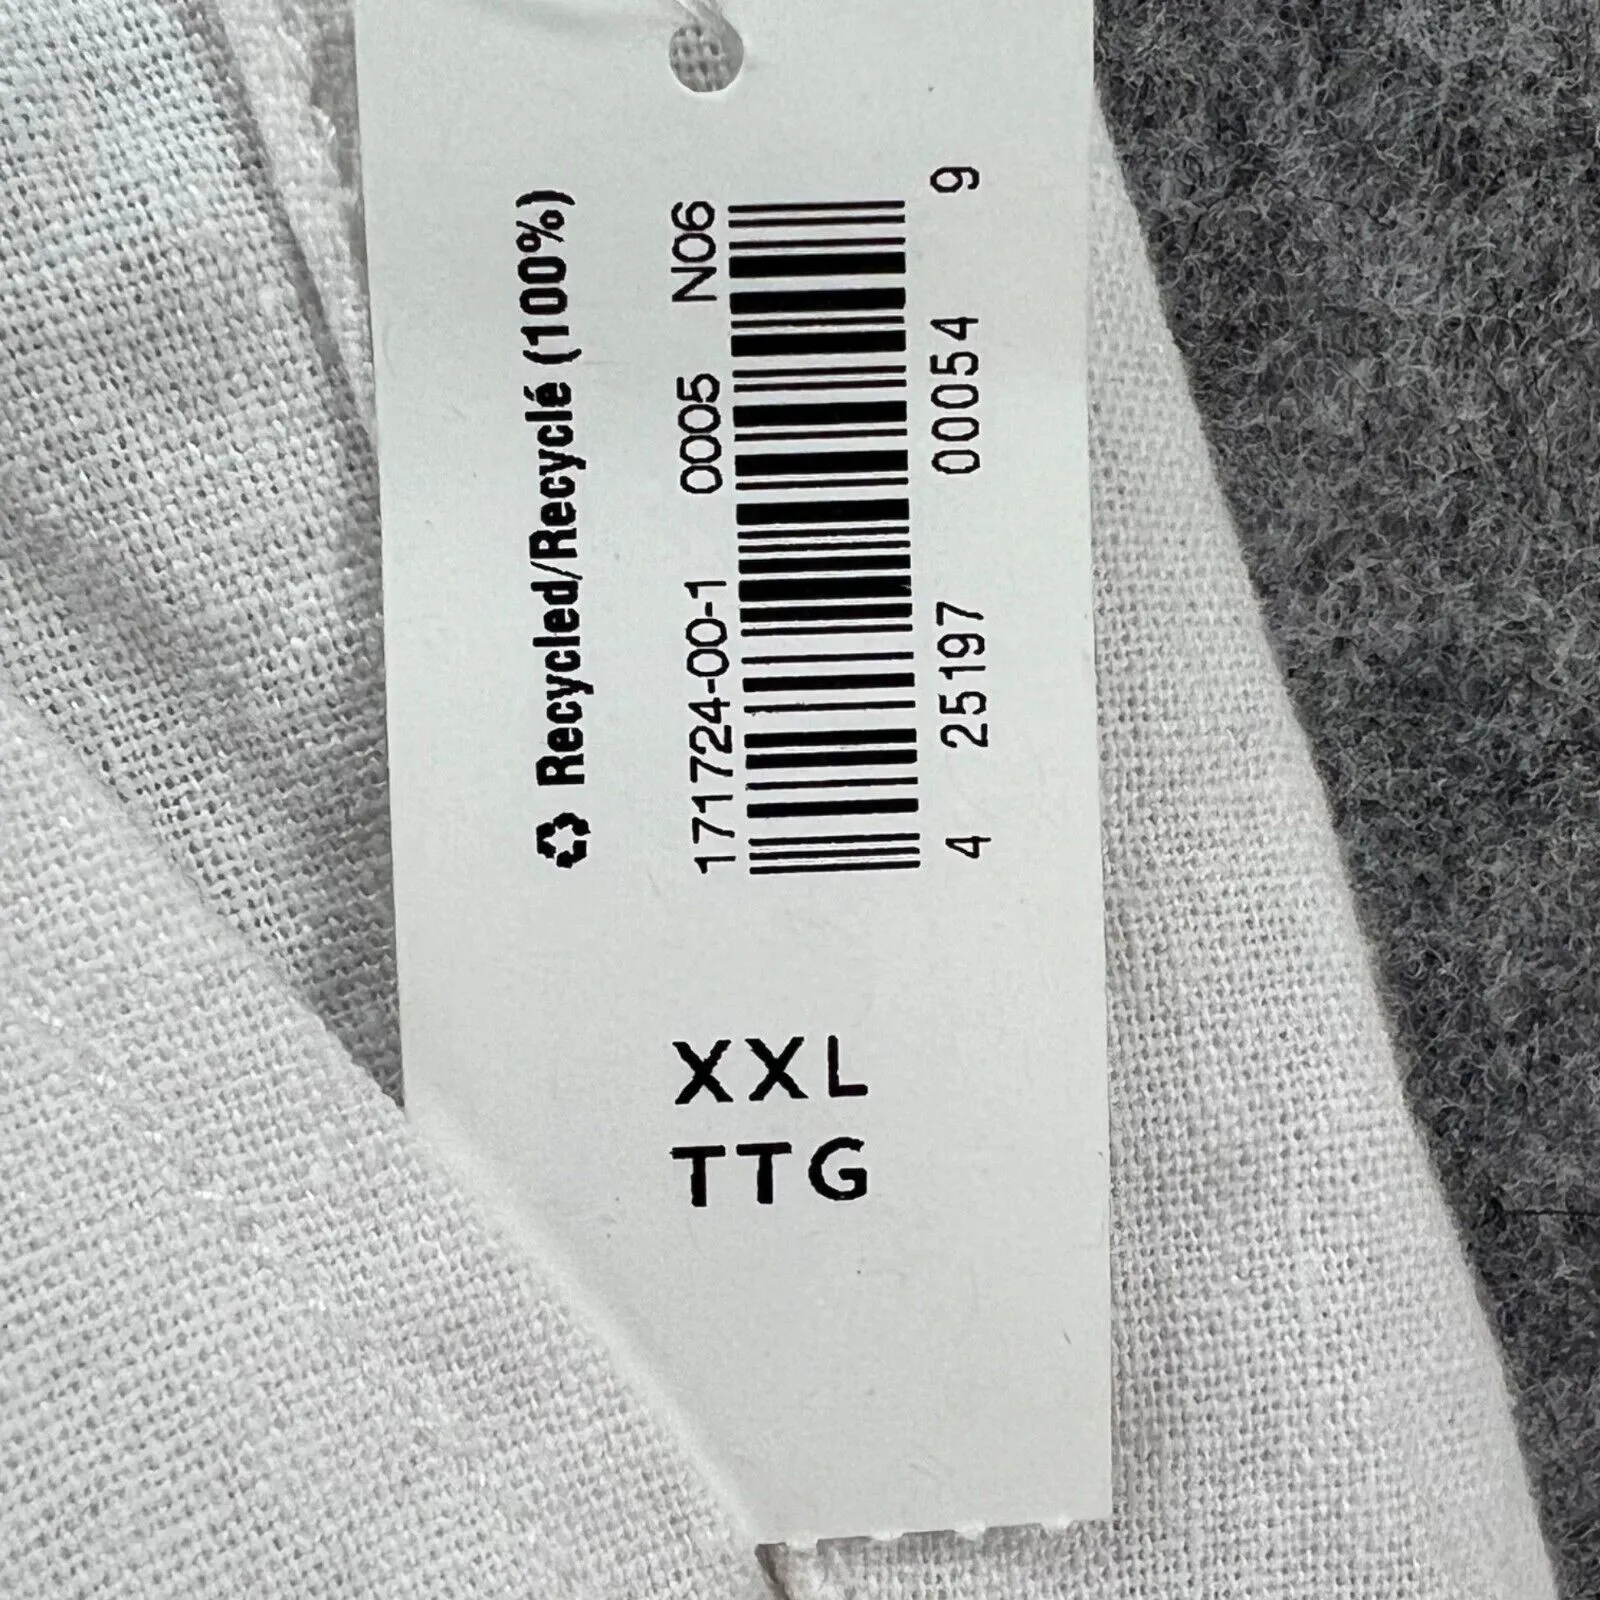 ♻ Recycled/Recyclé (100%)
171724-00-1 0005 N06
4 25197 00054 9
XXL
TTG